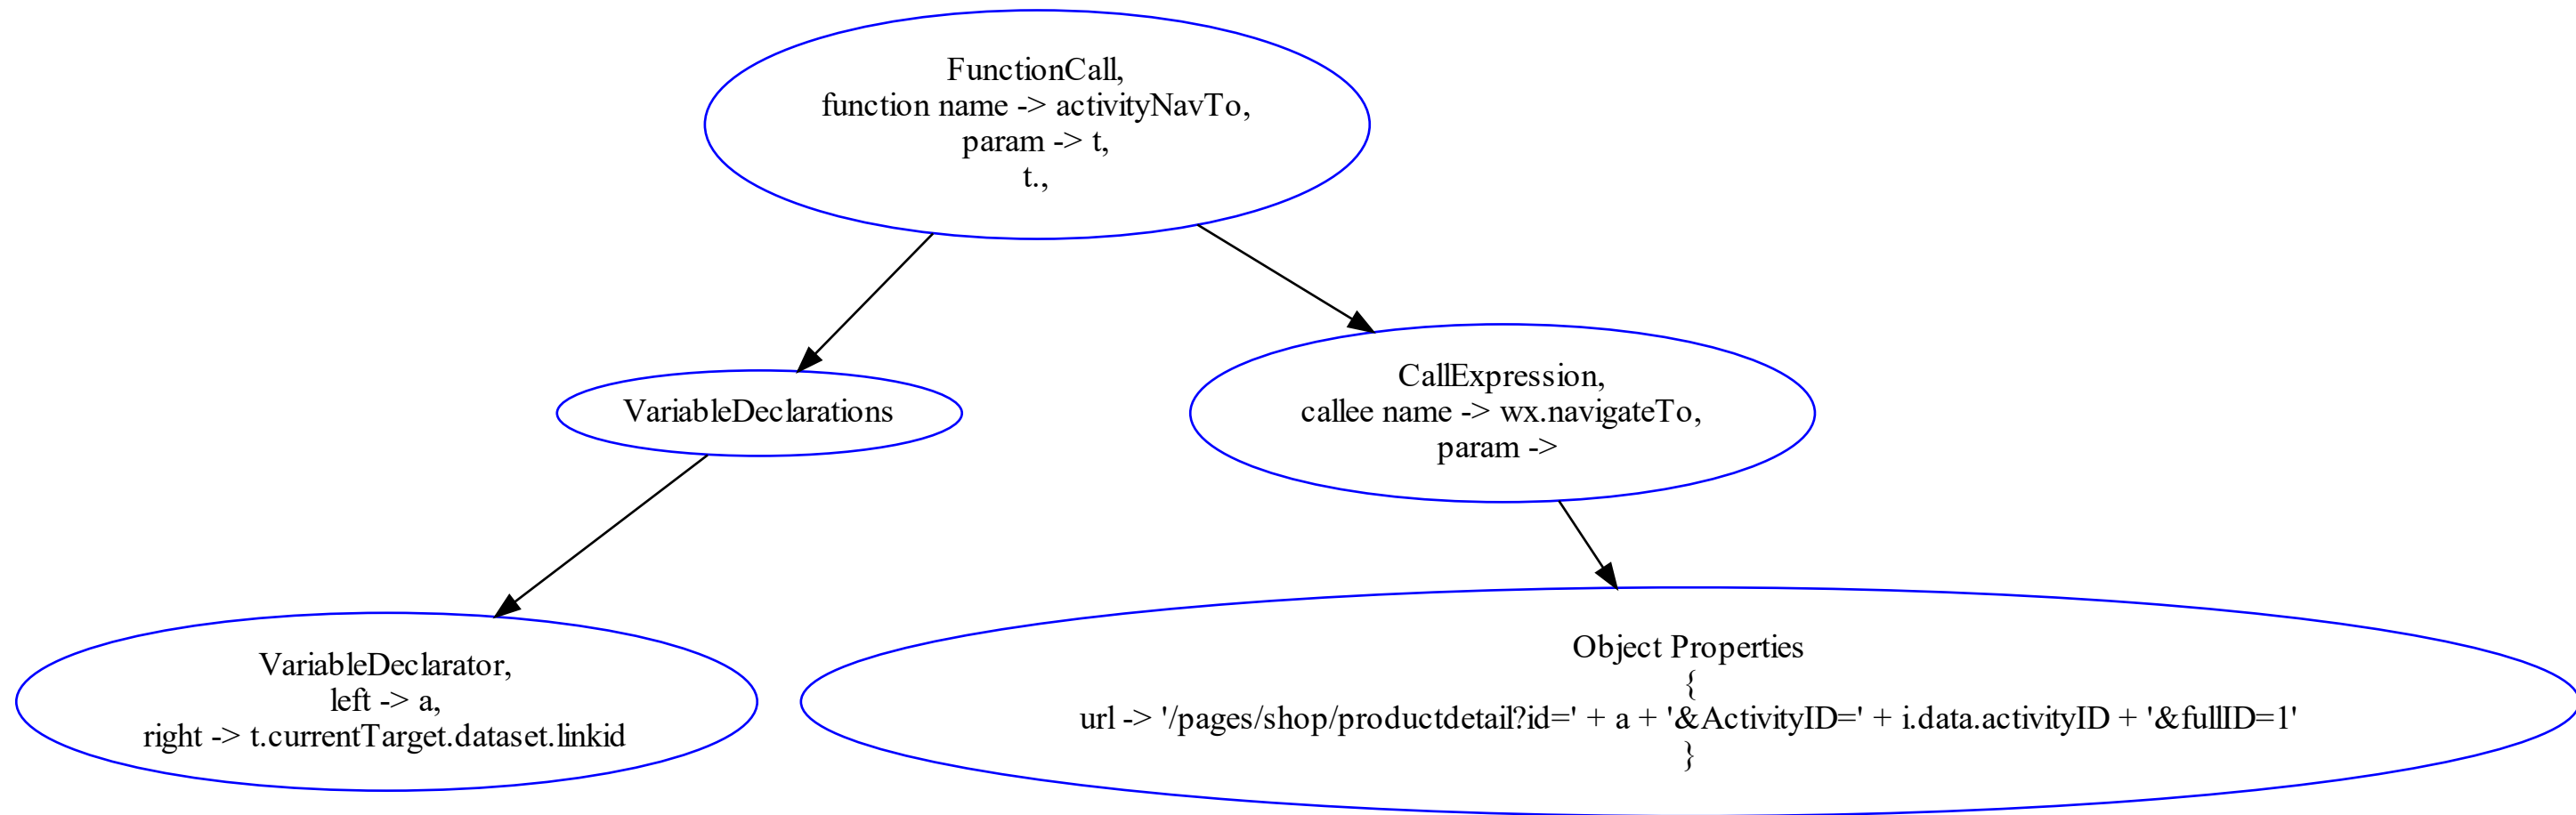 FunctionCall,
function name -> activityNavTo,
param -> t,
t.,
VariableDeclarations
CallExpression,
callee name -> wx.navigateTo,
param ->
VariableDeclarator,
left -> a,
right -> t.currentTarget.dataset.linkid
Object Properties
{
url -> '/pages/shop/productdetail?id=' + a + '&ActivityID=' + i.data.activityID + '&fullID=1'
}